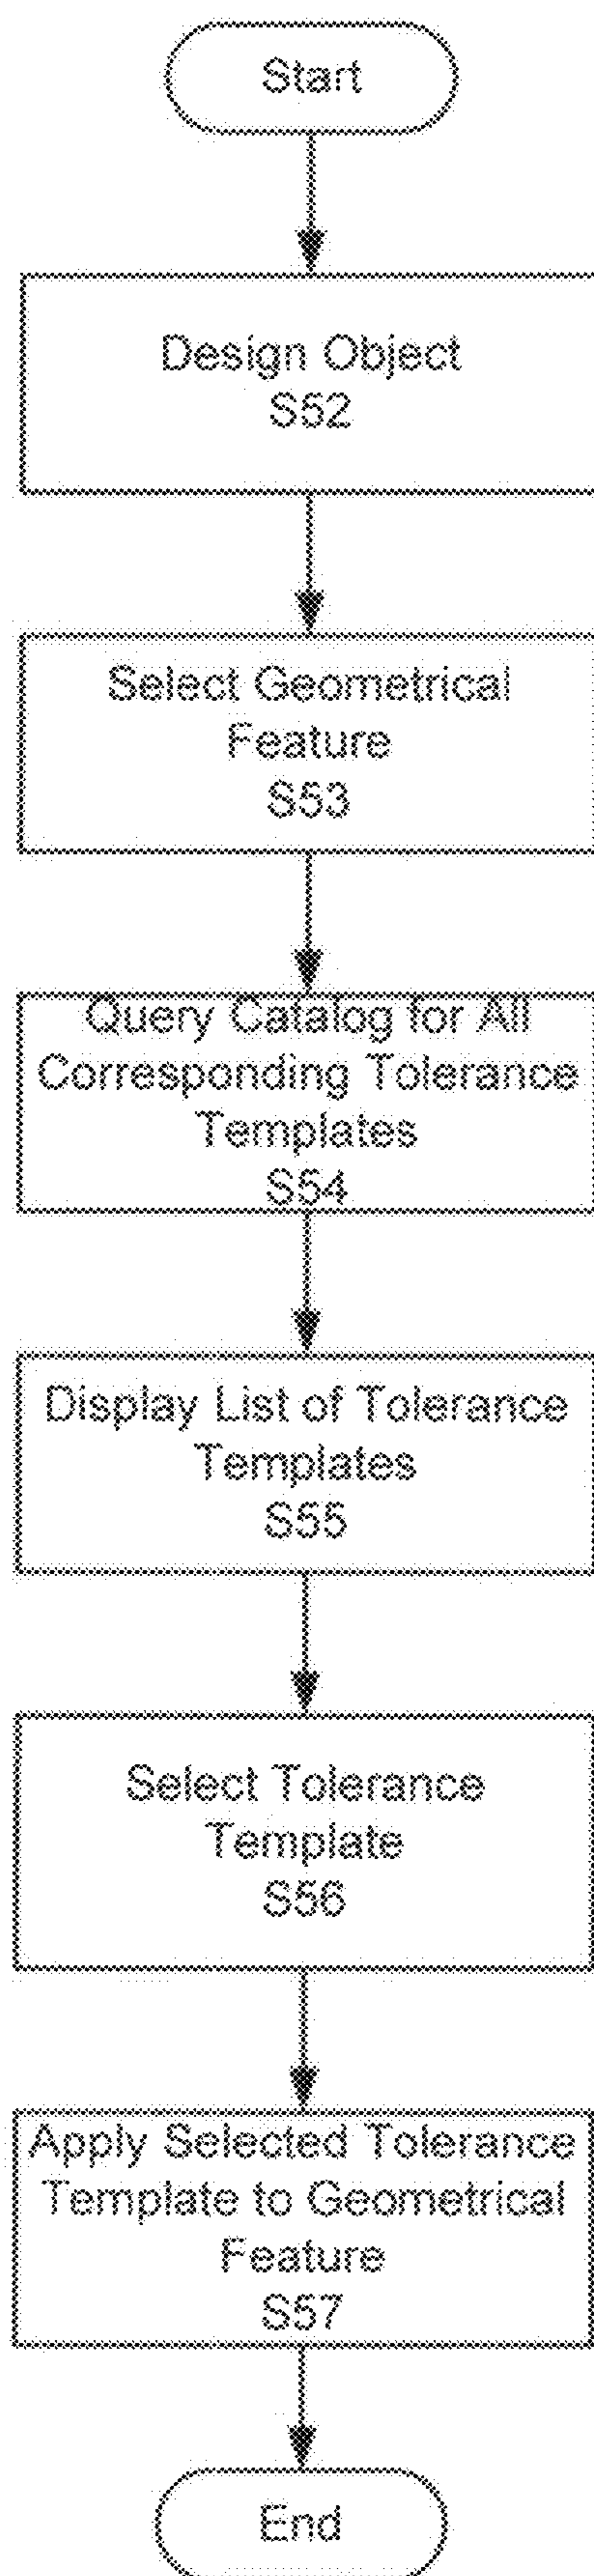 Start
Design Object
S52
Select Geometrical
Feature
S53
Query Catalog for All
Corresponding Tolerance
Templates
S54
Display List of Tolerance
Templates
S55
Select Tolerance
Template
S56
Apply Selected Tolerance
Template to Geometrical
Feature
S57
End